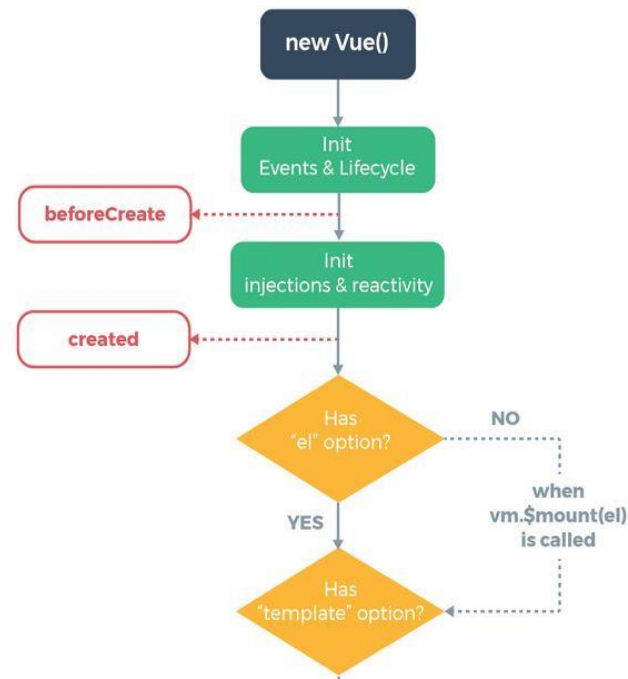 new Vue()
Init
Events & Lifecycle
beforeCreate
Init
injections & reactivity
created
Has
“el” option?
NO
when
vm.$mount(el)
is called
YES
Has
“template” option?